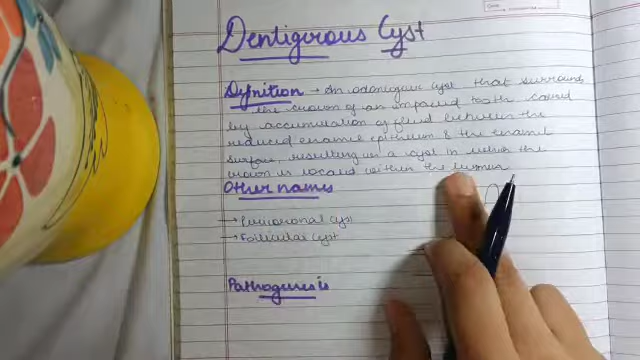 Dentigerous Cyst
Definition → An odontogenic cyst that surrounds
the crown of an impacted tooth caused
by accumulation of fluid between the
reduced enamel epithelium & the enamel
surface, resulting in a cyst in which the
crown is located within the lumen
Other names
→ Pericoronal cyst
→ Follicular cyst
Pathogenesis